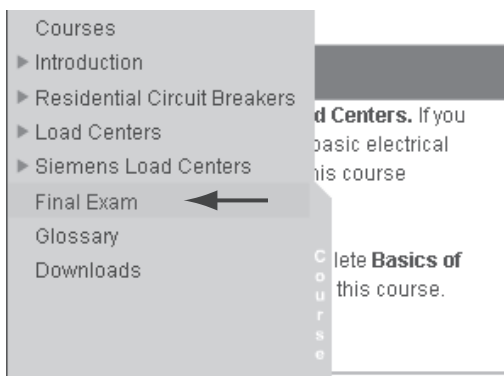 Courses
Introduction
Residential Circuit Breakers
Load Centers
Siemens Load Centers
Final Exam
Glossary
Downloads
Course
d Centers. If you
basic electrical
his course
lete Basics of
this course.